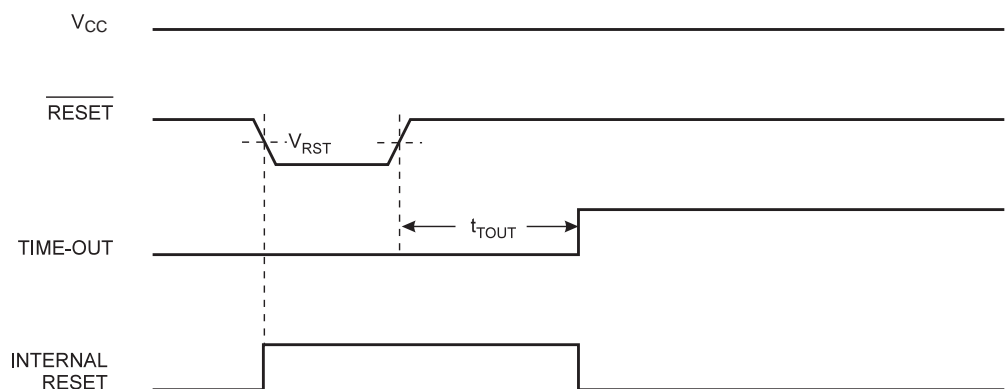 VCC
RESET
VRST
tTOUT
TIME-OUT
INTERNAL
RESET